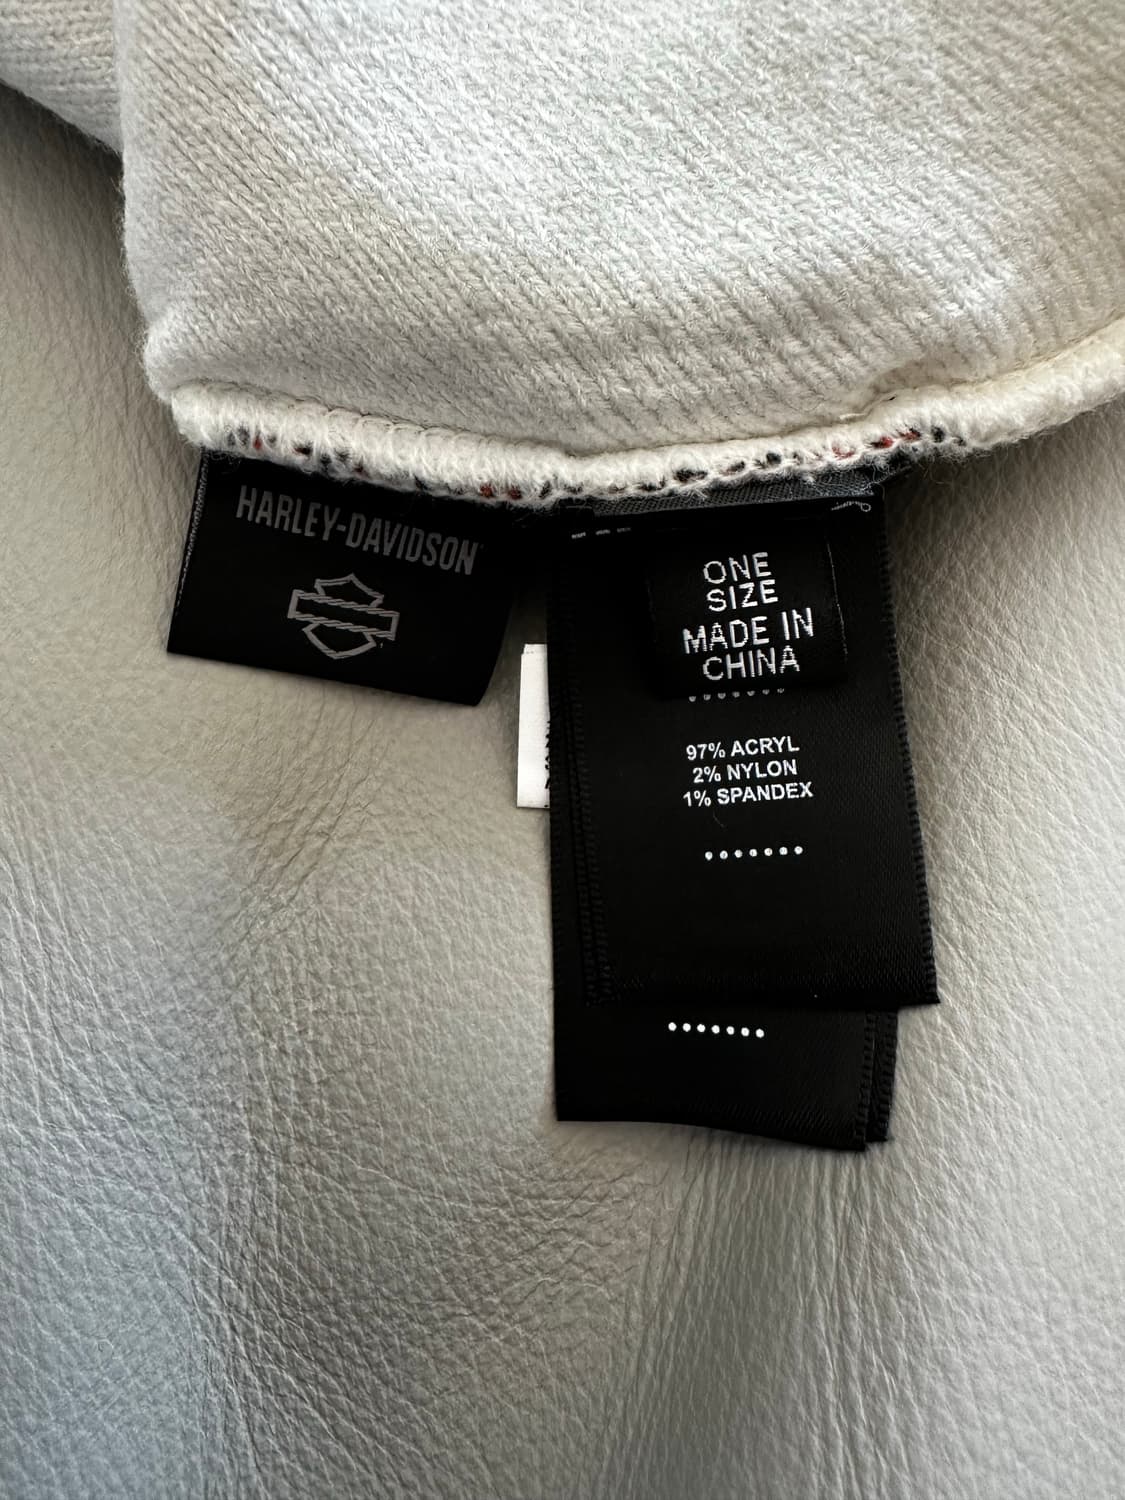 HARLEY-DAVIDSON
ONE
SIZE
MADE IN
CHINA
97% ACRYL
2% NYLON
1% SPANDEX